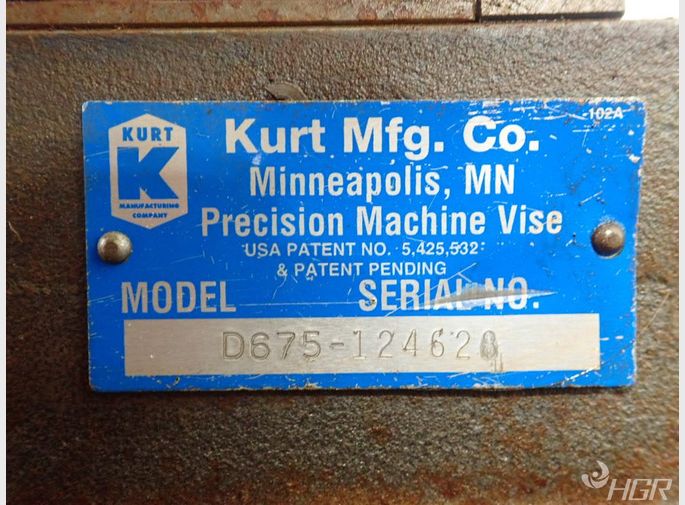 102A
KURT
K
MANUFACTURING
COMPANY
Kurt Mfg. Co.
Minneapolis, MN
Precision Machine Vise
USA PATENT NO. 5,425,532
& PATENT PENDING
MODEL SERIAL NO.
D675-124628
HGR